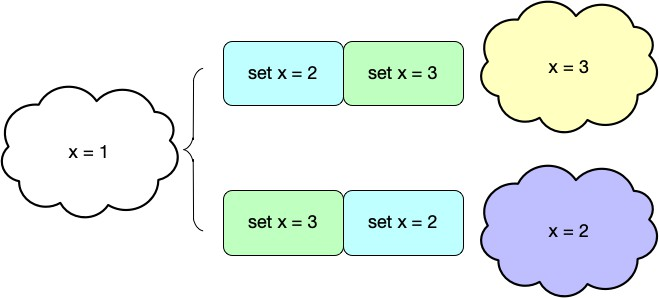 x = 1
set x = 2
set x = 3
x = 3
set x = 3
set x = 2
x = 2